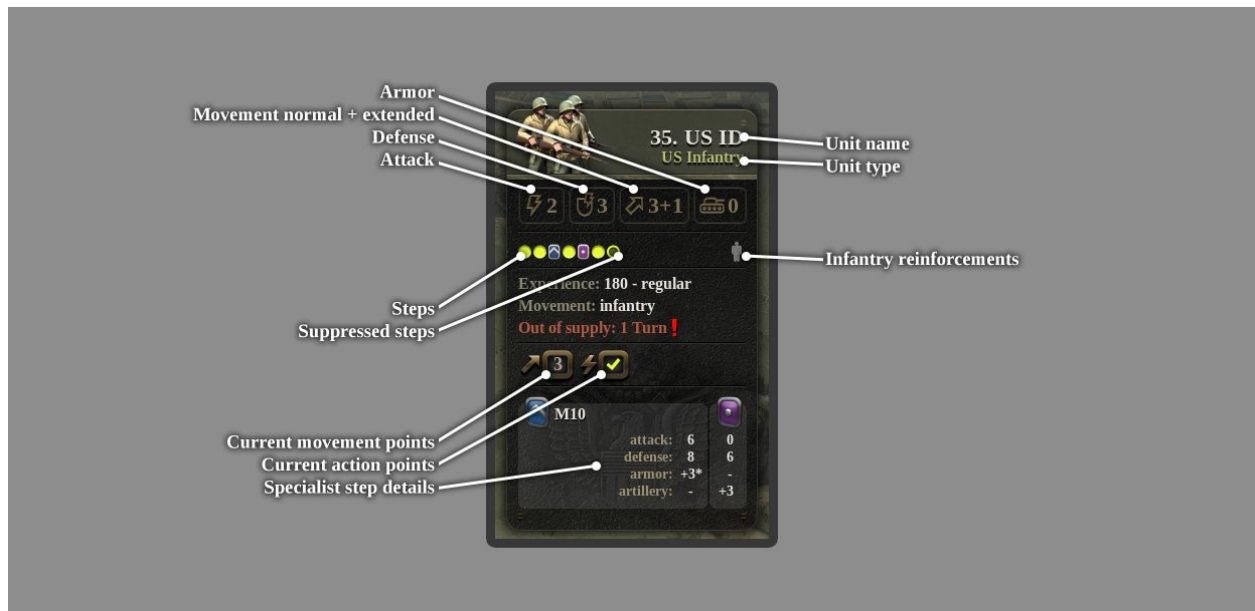 Armor
Movement normal + extended
Defense
Attack
35. US ID
US Infantry
Unit name
Unit type
2 3 3+1 0
Infantry reinforcements
Steps
Suppressed steps
Experience: 180 - regular
Movement: infantry
Out of supply: 1 Turn!
3
M10
attack: 6 0
defense: 8 6
armor: +3* -
artillery: - +3
Current movement points
Current action points
Specialist step details